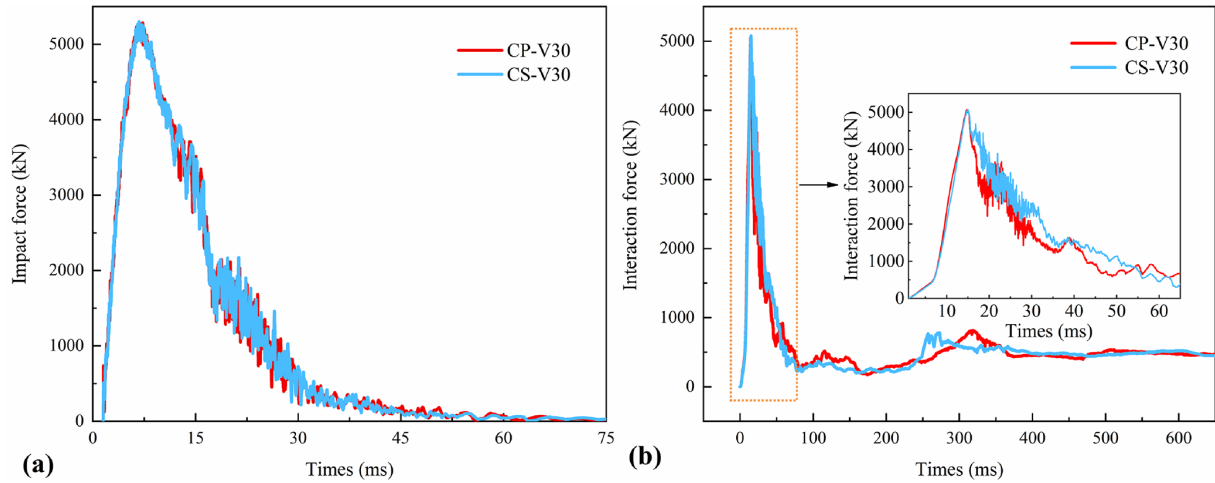 5000
4000
3000
2000
1000
0
Impact force (kN)
CP-V30
CS-V30
0 15 30 45 60 75
Times (ms)
(a)
5000
4000
3000
2000
1000
0
Interaction force (kN)
CP-V30
CS-V30
5000
4000
3000
2000
1000
0
Interaction force (kN)
10 20 30 40 50 60
Times (ms)
0 100 200 300 400 500 600
Times (ms)
(b)